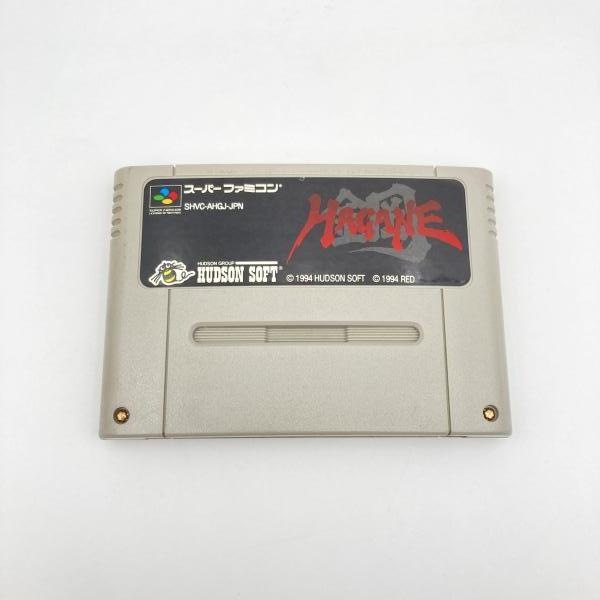 スーパー ファミコン®
SHVC-AHGJ-JPN
鋼
HAGANE
HUDSON GROUP
HUDSON SOFT®
© 1994 HUDSON SOFT © 1994 RED